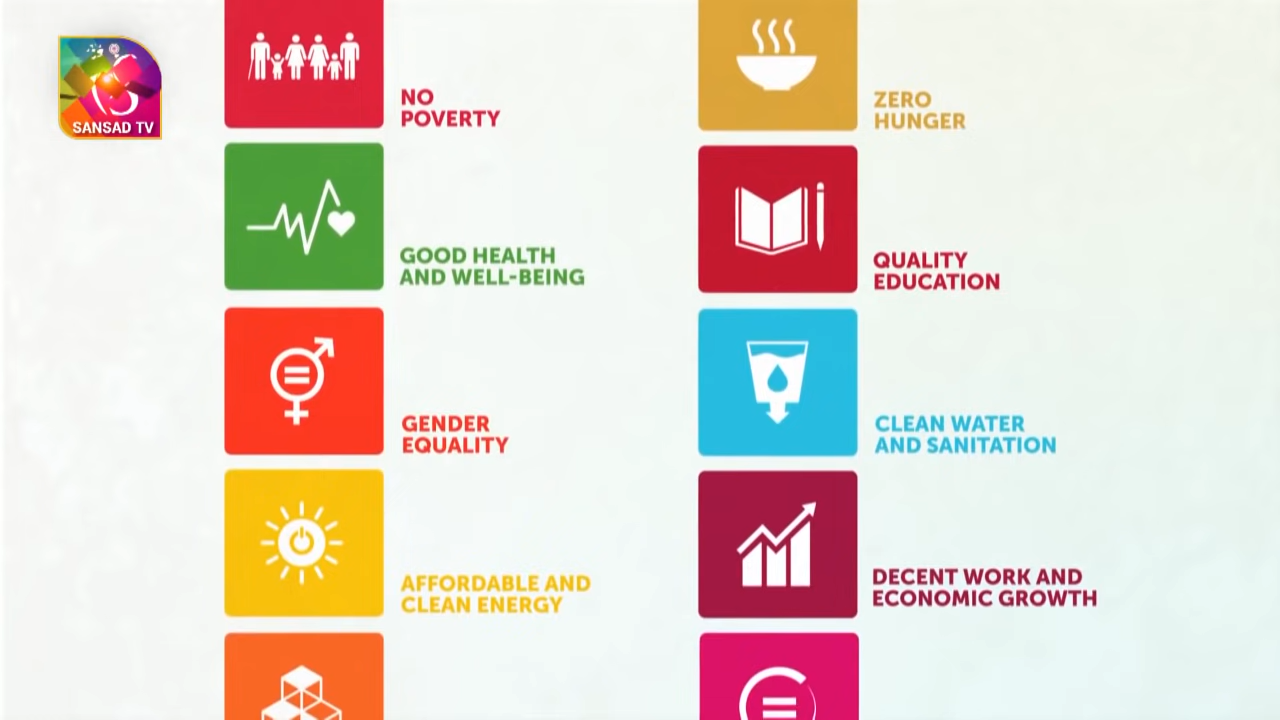 SANSAD TV
NO
POVERTY
ZERO
HUNGER
GOOD HEALTH
AND WELL-BEING
QUALITY
EDUCATION
GENDER
EQUALITY
CLEAN WATER
AND SANITATION
AFFORDABLE AND
CLEAN ENERGY
DECENT WORK AND
ECONOMIC GROWTH